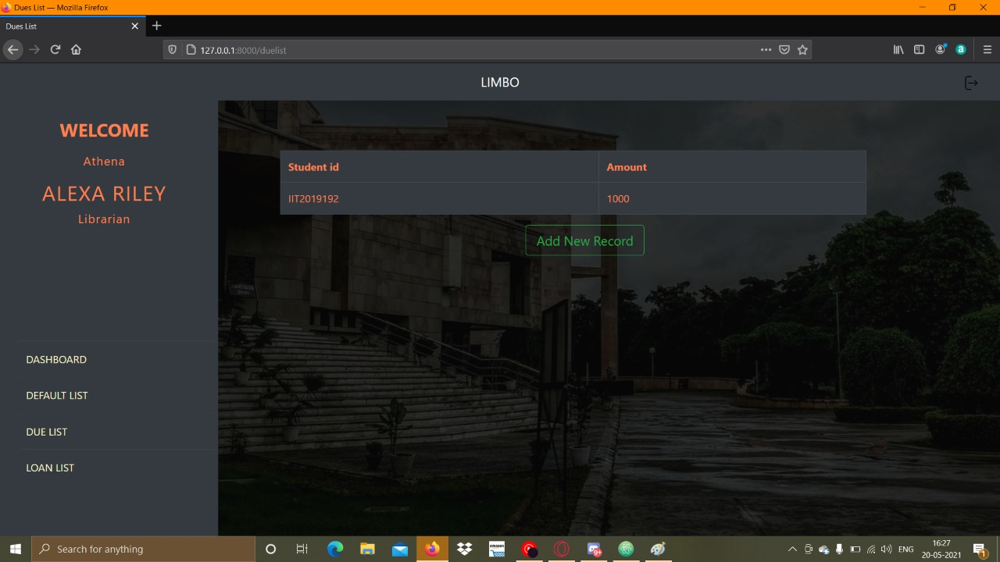 Dues List — Mozilla Firefox
Dues List
127.0.0.1:8000/duelist
LIMBO
WELCOME
Athena
ALEXA RILEY
Librarian
DASHBOARD
DEFAULT LIST
DUE LIST
LOAN LIST
Student id Amount
IIT2019192 1000
Add New Record
Search for anything
amazon
ENG
16:27
20-05-2021
1